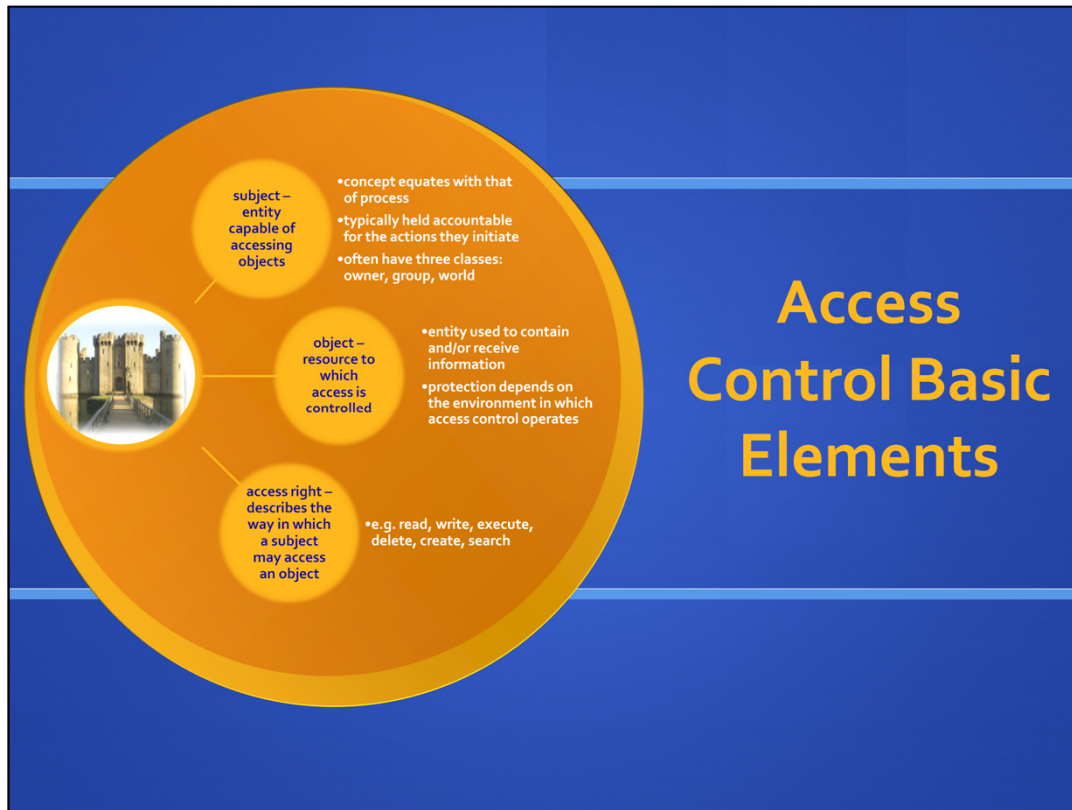 subject –
entity
capable of
accessing
objects
•concept equates with that
of process
•typically held accountable
for the actions they initiate
•often have three classes:
owner, group, world
object –
resource to
which
access is
controlled
•entity used to contain
and/or receive
information
•protection depends on
the environment in which
access control operates
access right –
describes the
way in which
a subject
may access
an object
•e.g. read, write, execute,
delete, create, search
Access
Control Basic
Elements